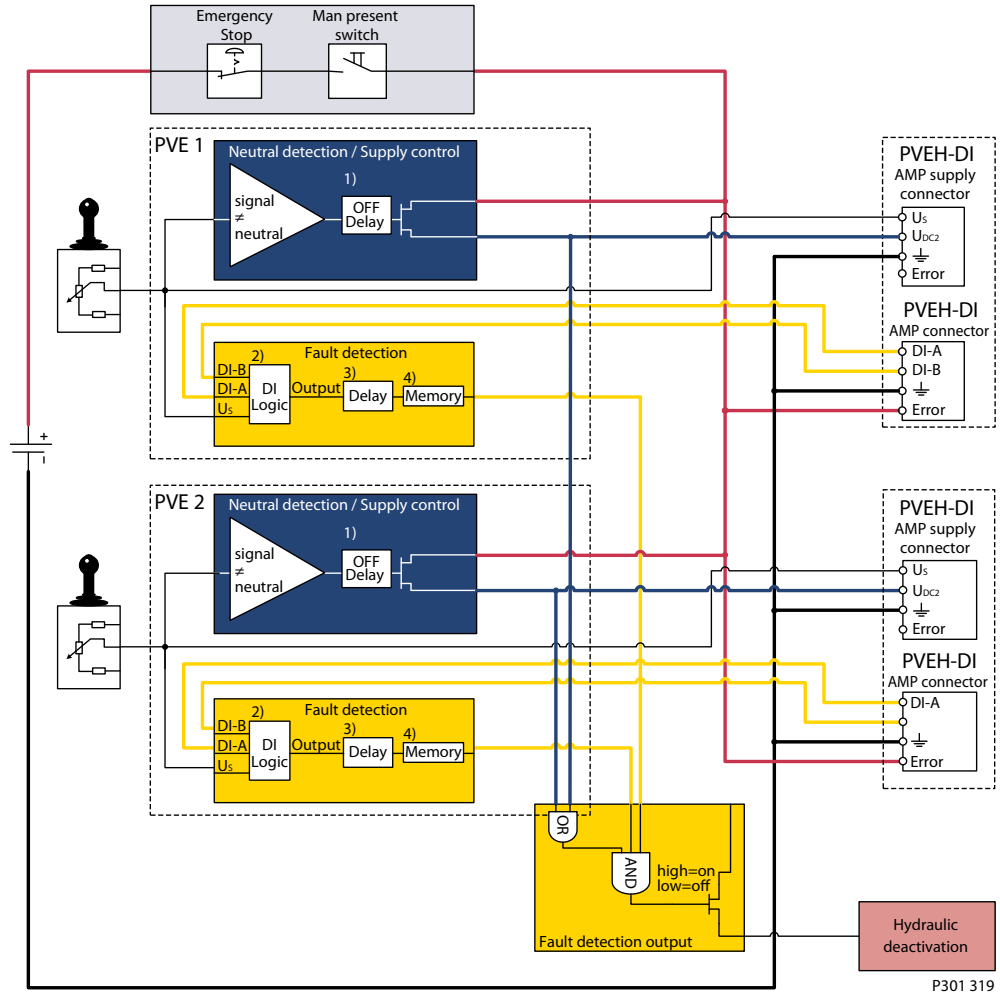 Emergency
Stop
Man present
switch
PVE 1
Neutral detection / Supply control
1)
signal
≠
neutral
OFF
Delay
Fault detection
2)
3)
4)
DI-B
DI-A
Us
DI
Logic
Output
Delay
Memory
+
−
PVEH-DI
AMP supply
connector
Us
UDC2
Error
PVEH-DI
AMP connector
DI-A
DI-B
Error
PVE 2
Neutral detection / Supply control
1)
signal
≠
neutral
OFF
Delay
Fault detection
2)
3)
4)
DI-B
DI-A
Us
DI
Logic
Output
Delay
Memory
PVEH-DI
AMP supply
connector
Us
UDC2
Error
PVEH-DI
AMP connector
DI-A
Error
OR
AND
high=on
low=off
Fault detection output
Hydraulic
deactivation
P301 319